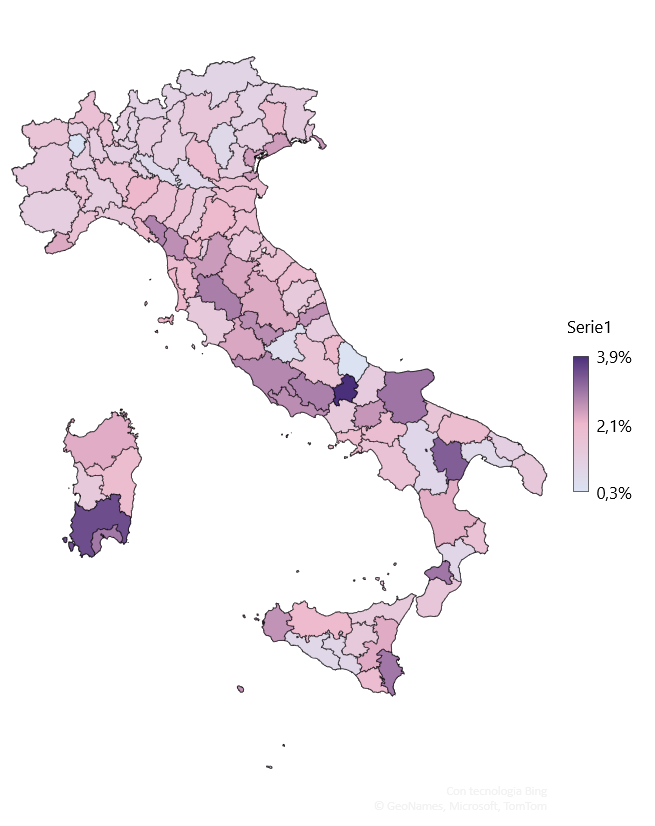 Serie1
3,9%
2,1%
0,3%
Con tecnologia Bing
© GeoNames, Microsoft, TomTom